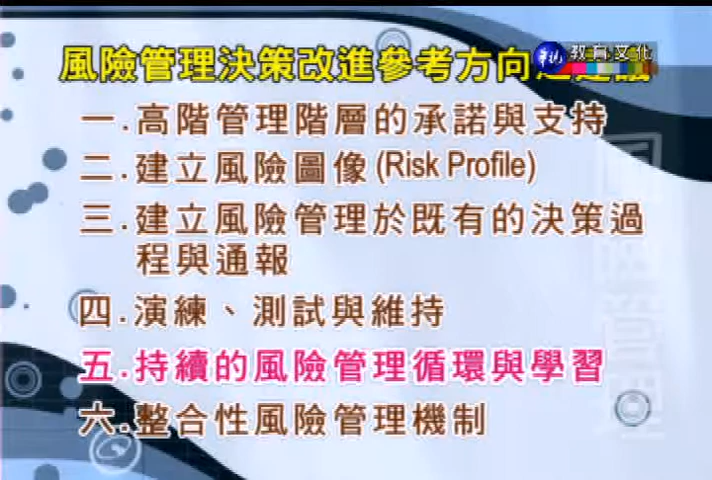 風險管理決策改進參考方向
華視 教育文化
一.高階管理階層的承諾與支持
二.建立風險圖像(Risk Profile)
三.建立風險管理於既有的決策過
程與通報
四.演練、測試與維持
五.持續的風險管理循環與學習
六.整合性風險管理機制